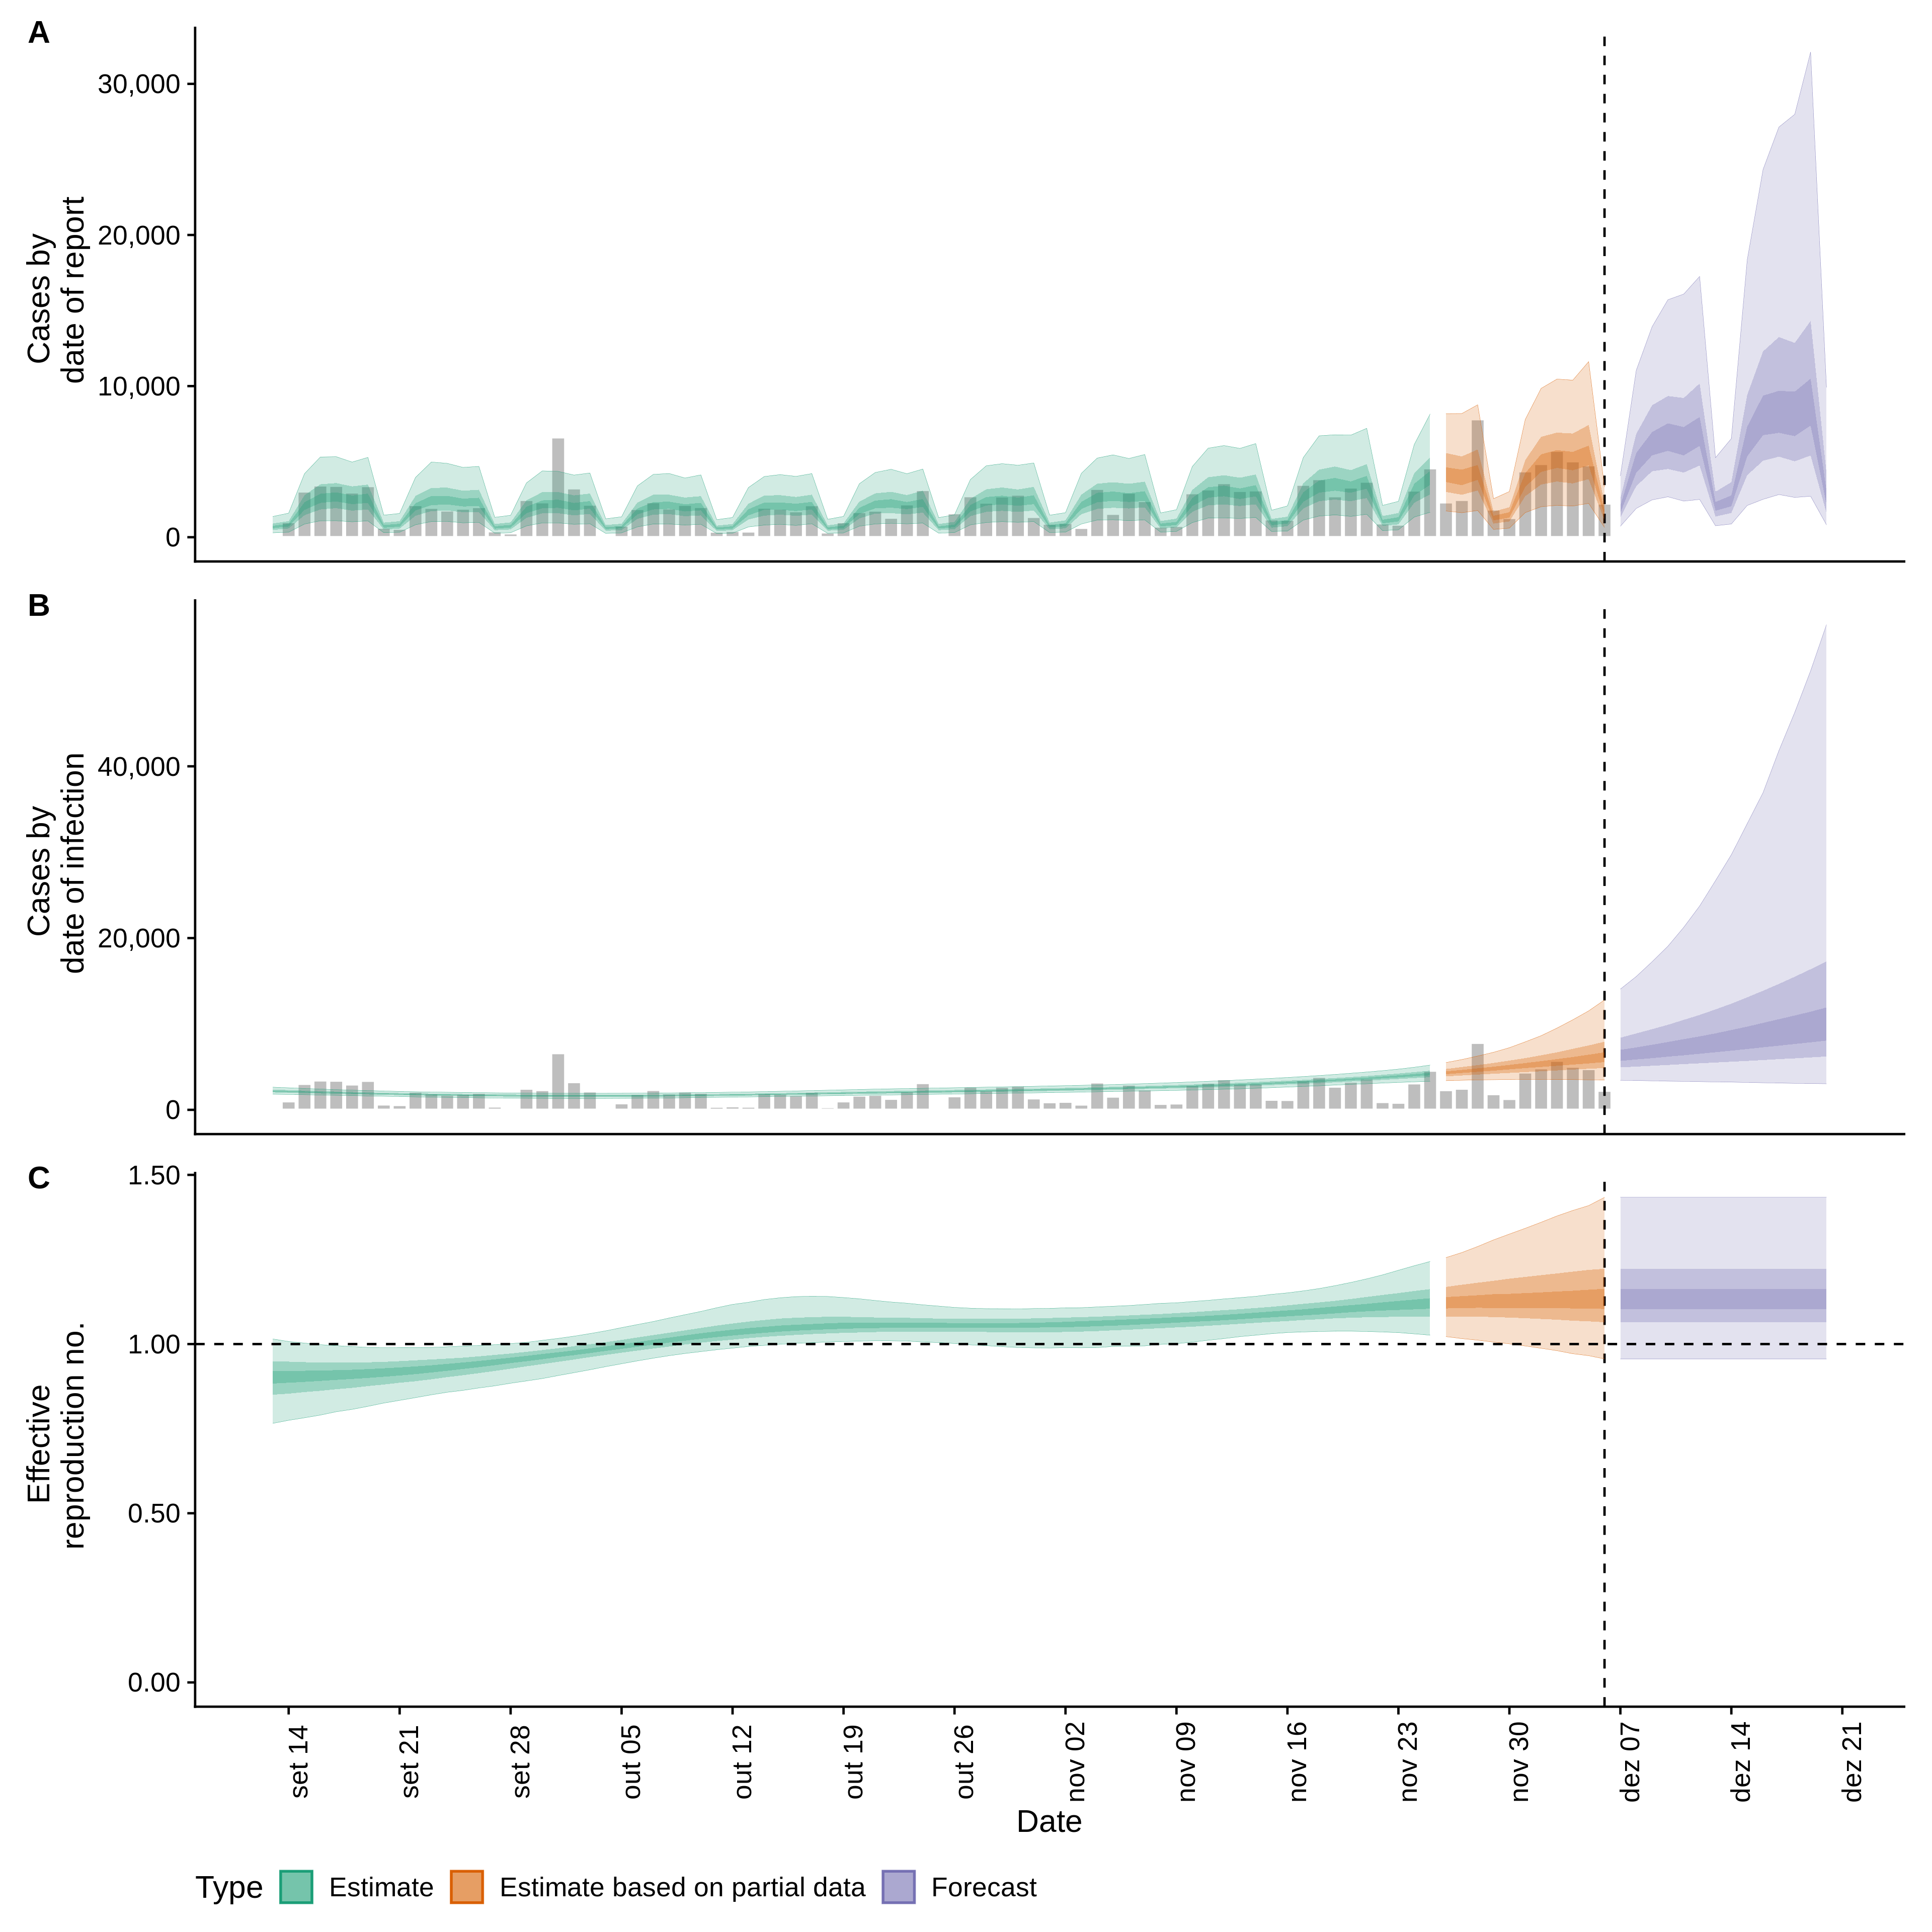 A
30,000
20,000
10,000
0
Cases by
date of report
B
40,000
20,000
0
Cases by
date of infection
C
1.50
1.00
0.50
0.00
Effective
reproduction no.
set 14
set 21
set 28
out 05
out 12
out 19
out 26
nov 02
nov 09
nov 16
nov 23
nov 30
dez 07
dez 14
dez 21
Date
Type Estimate Estimate based on partial data Forecast